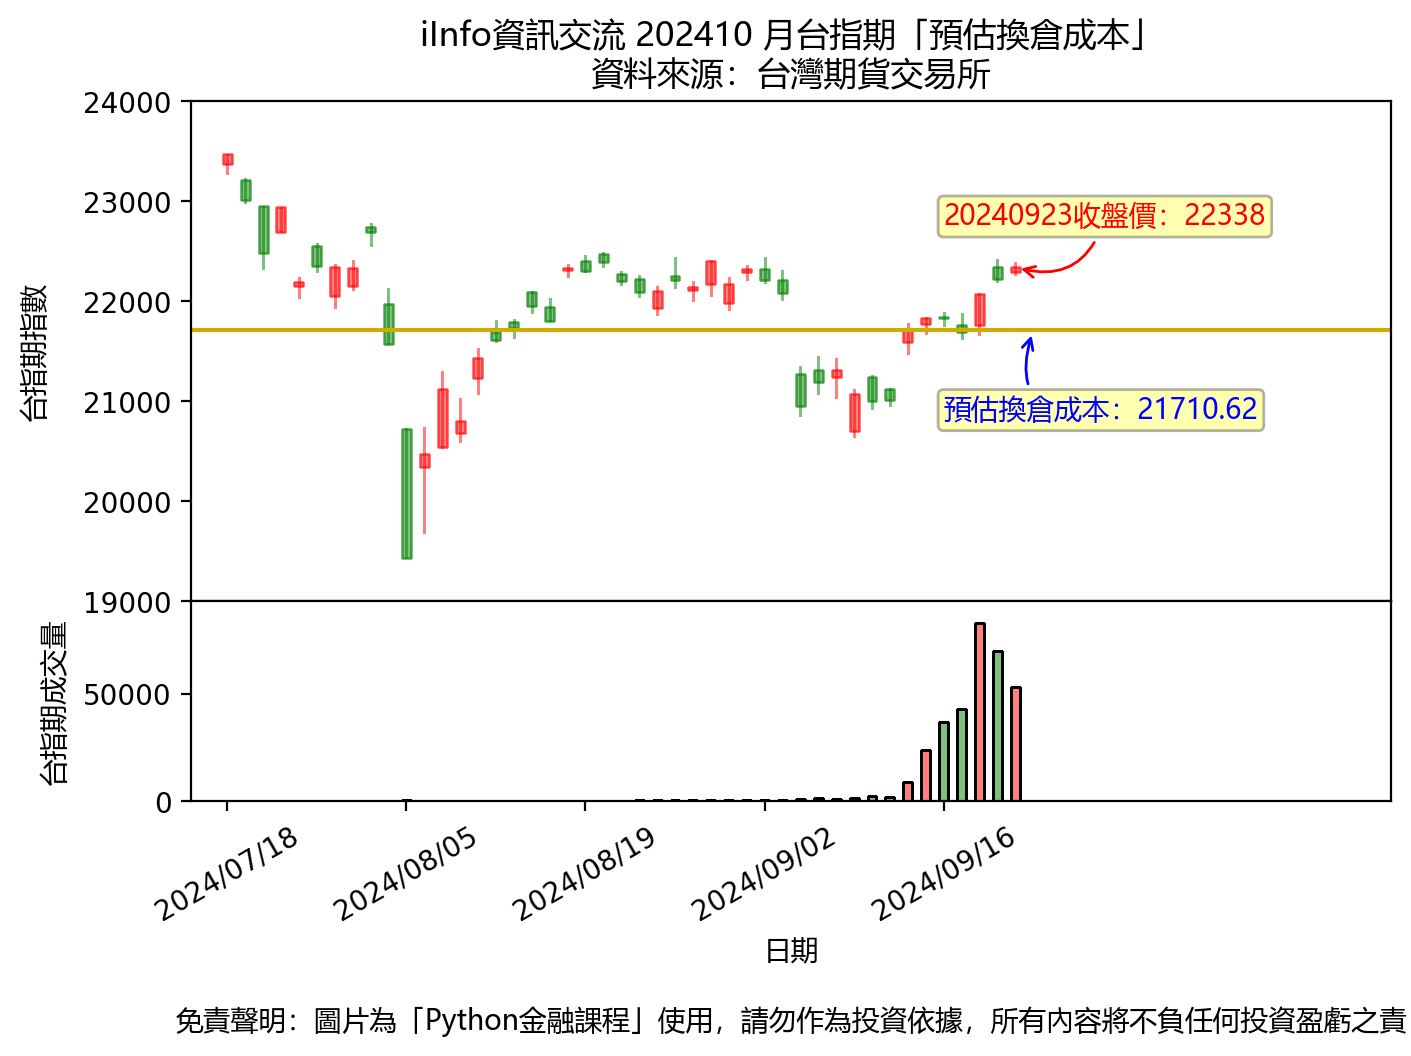 iInfo資訊交流 202410 月台指期「預估換倉成本」
資料來源：台灣期貨交易所
24000
23000
22000
21000
20000
19000
台指期指數
20240923收盤價：22338
預估換倉成本：21710.62
50000
0
台指期成交量
2024/07/18
2024/08/05
2024/08/19
2024/09/02
2024/09/16
日期
免責聲明：圖片為「Python金融課程」使用，請勿作為投資依據，所有內容將不負任何投資盈虧之責